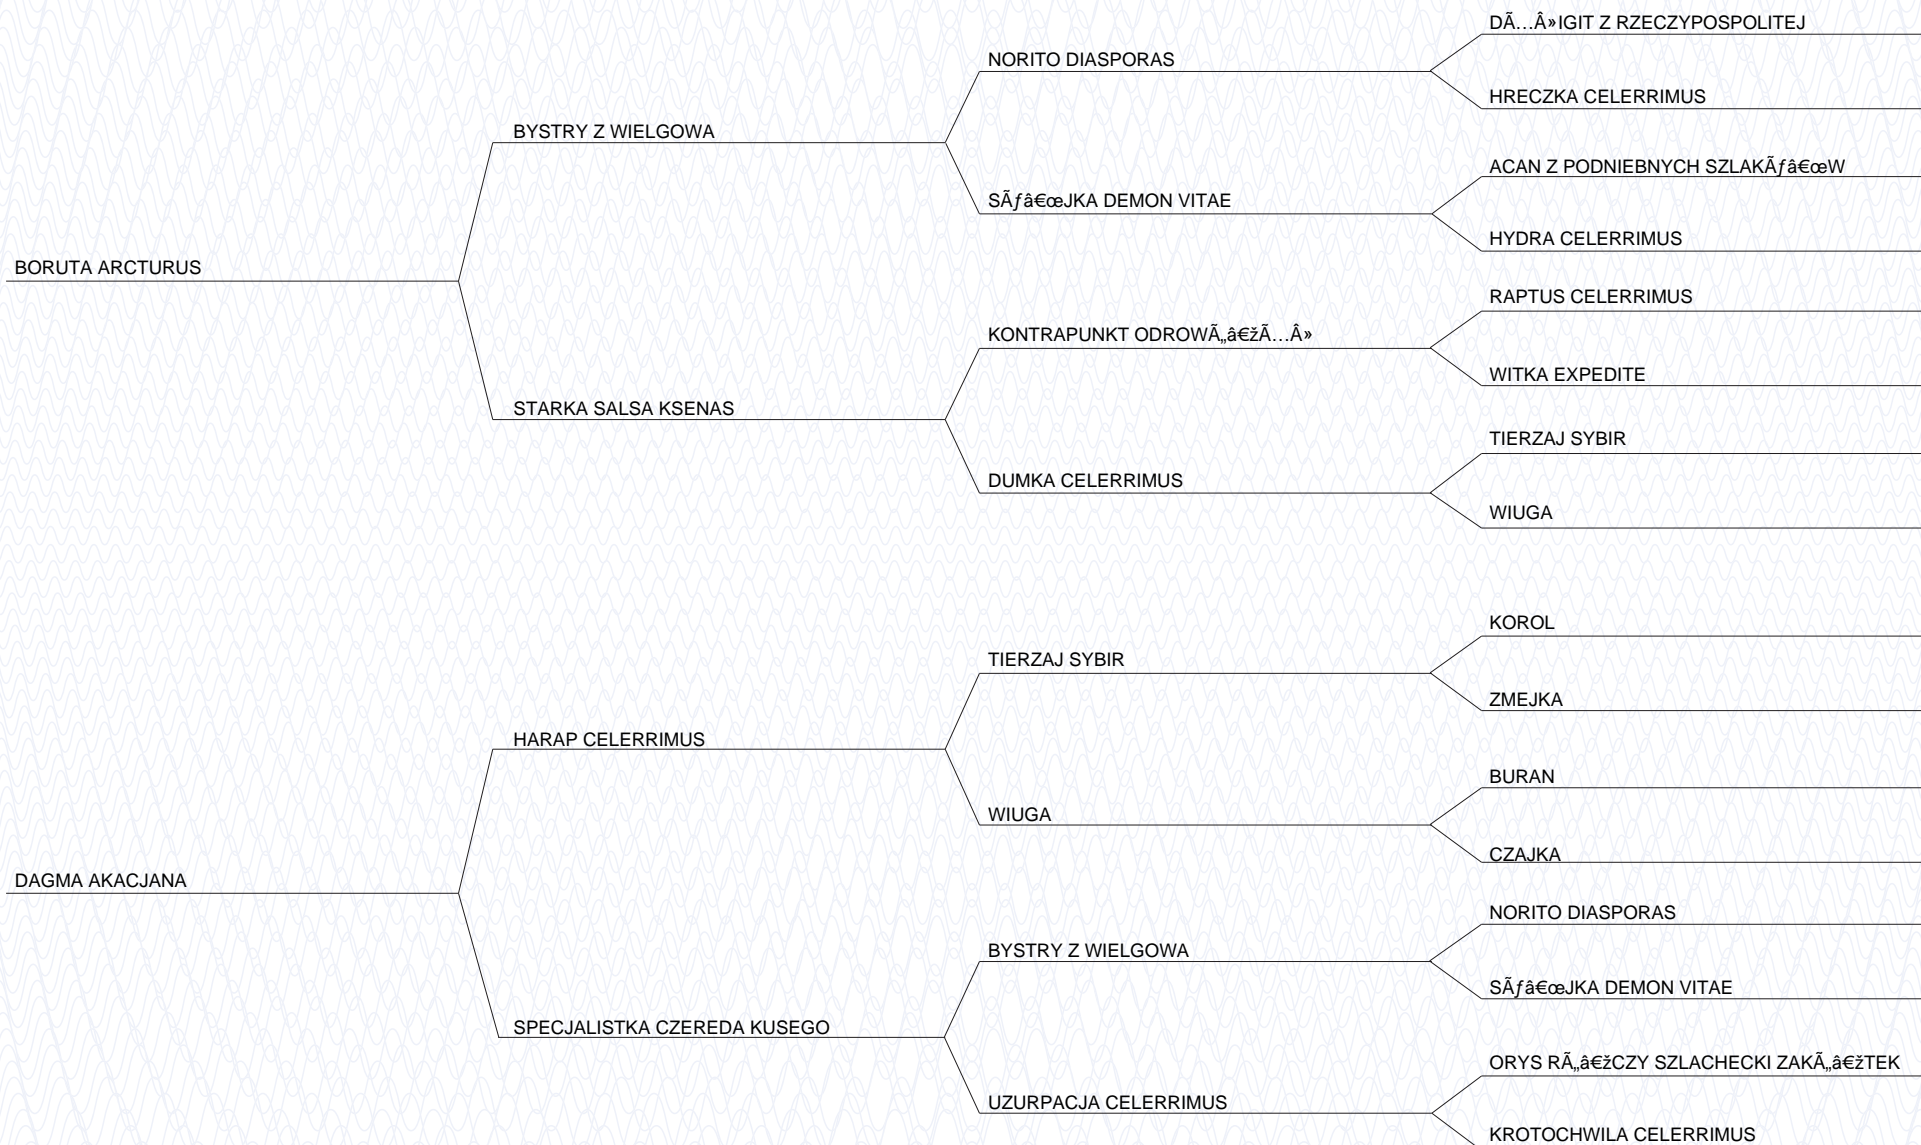 DÃ…Â»IGIT Z RZECZYPOSPOLITEJ
NORITO DIASPORAS
HRECZKA CELERRIMUS
BYSTRY Z WIELGOWA
ACAN Z PODNIEBNYCH SZLAKÃƒâ€œW
SÃƒâ€œJKA DEMON VITAE
HYDRA CELERRIMUS
BORUTA ARCTURUS
RAPTUS CELERRIMUS
KONTRAPUNKT ODROWÃ„â€žÃ…Â»
WITKA EXPEDITE
STARKA SALSA KSENAS
TIERZAJ SYBIR
DUMKA CELERRIMUS
WIUGA
KOROL
TIERZAJ SYBIR
ZMEJKA
HARAP CELERRIMUS
BURAN
WIUGA
CZAJKA
DAGMA AKACJANA
NORITO DIASPORAS
BYSTRY Z WIELGOWA
SÃƒâ€œJKA DEMON VITAE
SPECJALISTKA CZEREDA KUSEGO
ORYS RÃ„â€žCZY SZLACHECKI ZAKÃ„â€žTEK
UZURPACJA CELERRIMUS
KROTOCHWILA CELERRIMUS